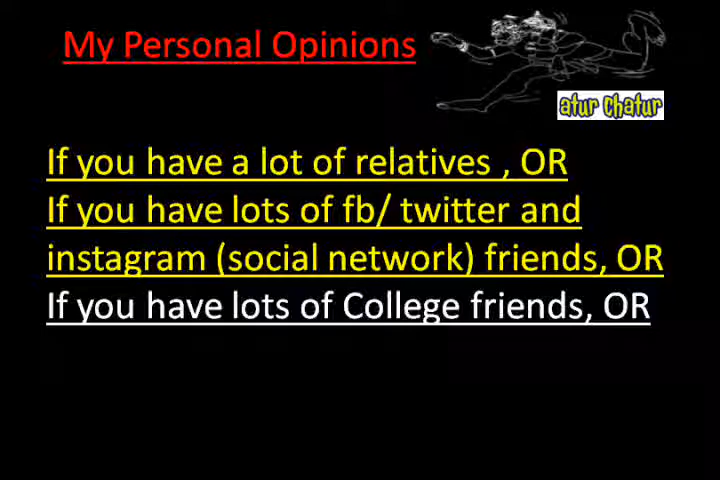 My Personal Opinions
atur chatur
If you have a lot of relatives , OR
If you have lots of fb/ twitter and
instagram (social network) friends, OR
If you have lots of College friends, OR